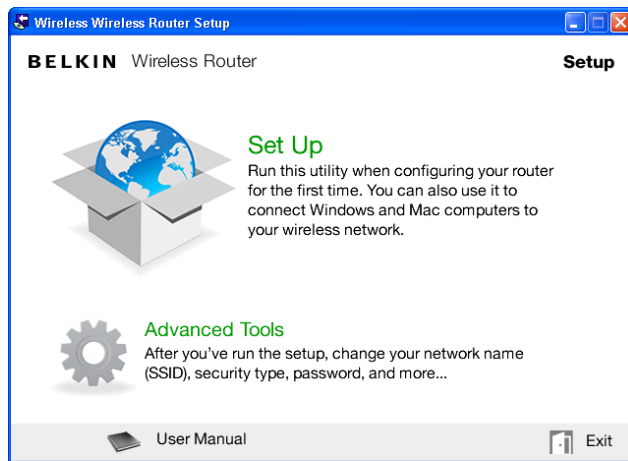 Wireless Wireless Router Setup
BELKIN Wireless Router
Setup
Set Up
Run this utility when configuring your router
for the first time. You can also use it to
connect Windows and Mac computers to
your wireless network.
Advanced Tools
After you've run the setup, change your network name
(SSID), security type, password, and more...
User Manual
Exit